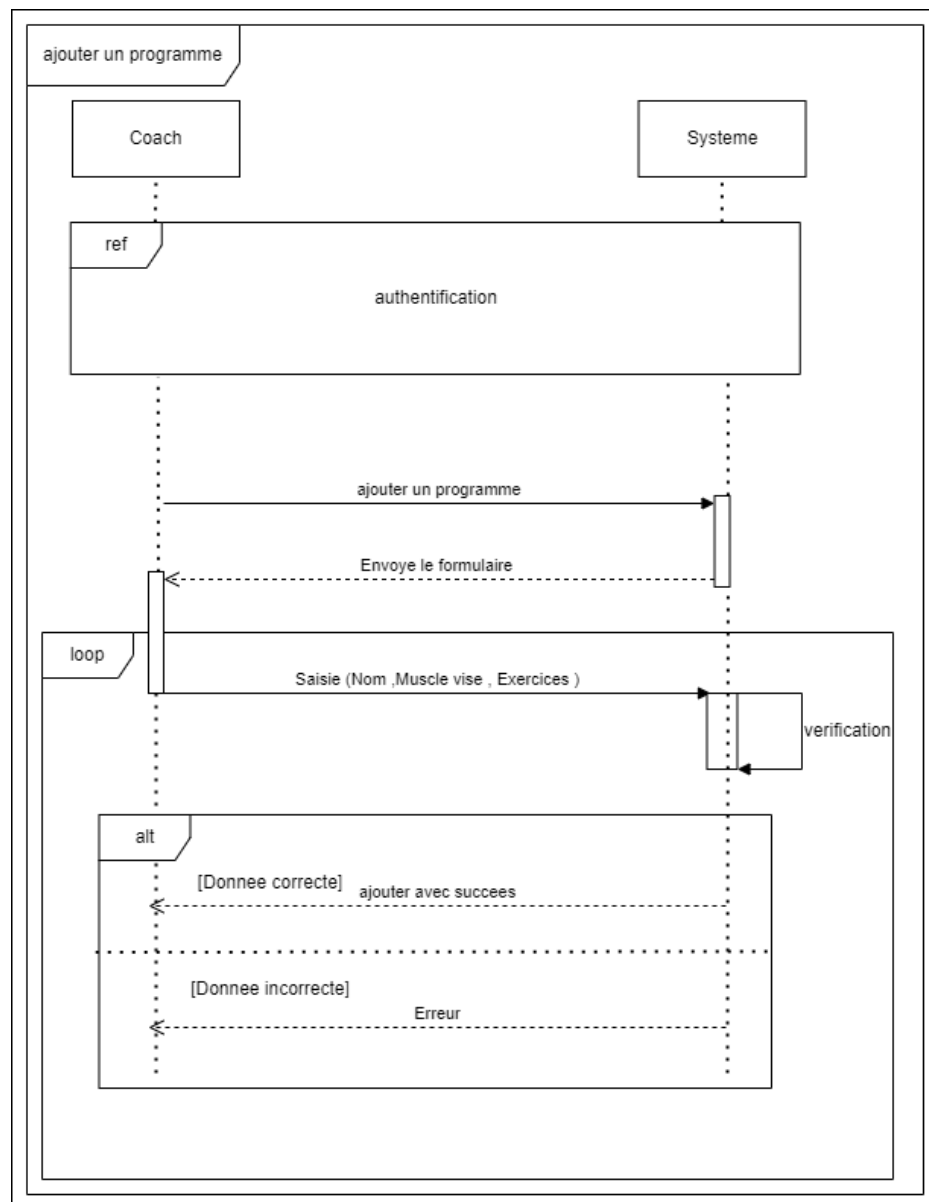 ajouter un programme
Coach
Systeme
ref
authentification
ajouter un programme
Envoye le formulaire
loop
Saisie (Nom ,Muscle vise , Exercices )
verification
alt
[Donnee correcte]
ajouter avec succees
[Donnee incorrecte]
Erreur